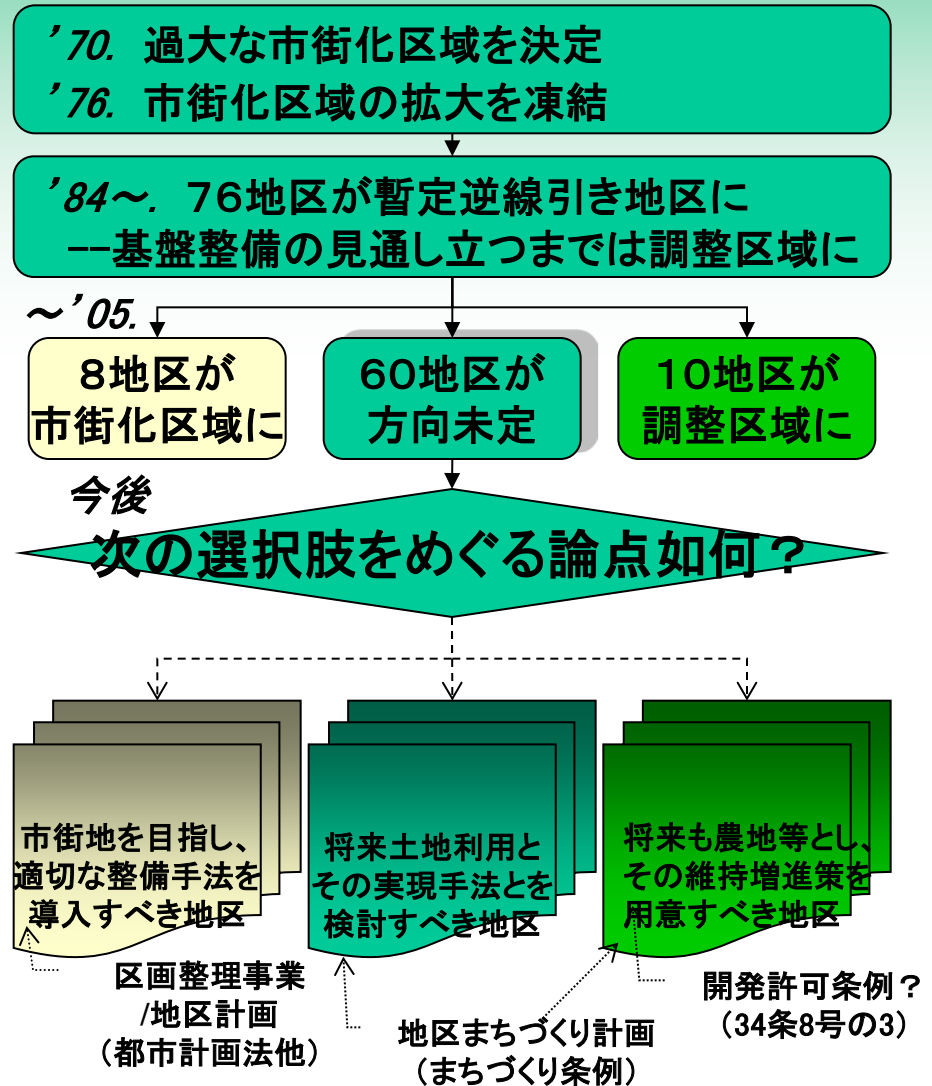 ’70. 過大な市街化区域を決定
’76. 市街化区域の拡大を凍結
’84～. 76地区が暫定逆線引き地区に
--基盤整備の見通し立つまでは調整区域に
～’05.
8地区が
市街化区域に
60地区が
方向未定
10地区が
調整区域に
今後
次の選択肢をめぐる論点如何？
市街地を目指し、
適切な整備手法を
導入すべき地区
将来土地利用と
その実現手法とを
検討すべき地区
将来も農地等とし、
その維持増進策を
用意すべき地区
区画整理事業
/地区計画
（都市計画法他）
地区まちづくり計画
（まちづくり条例）
開発許可条例？
（34条8号の3）